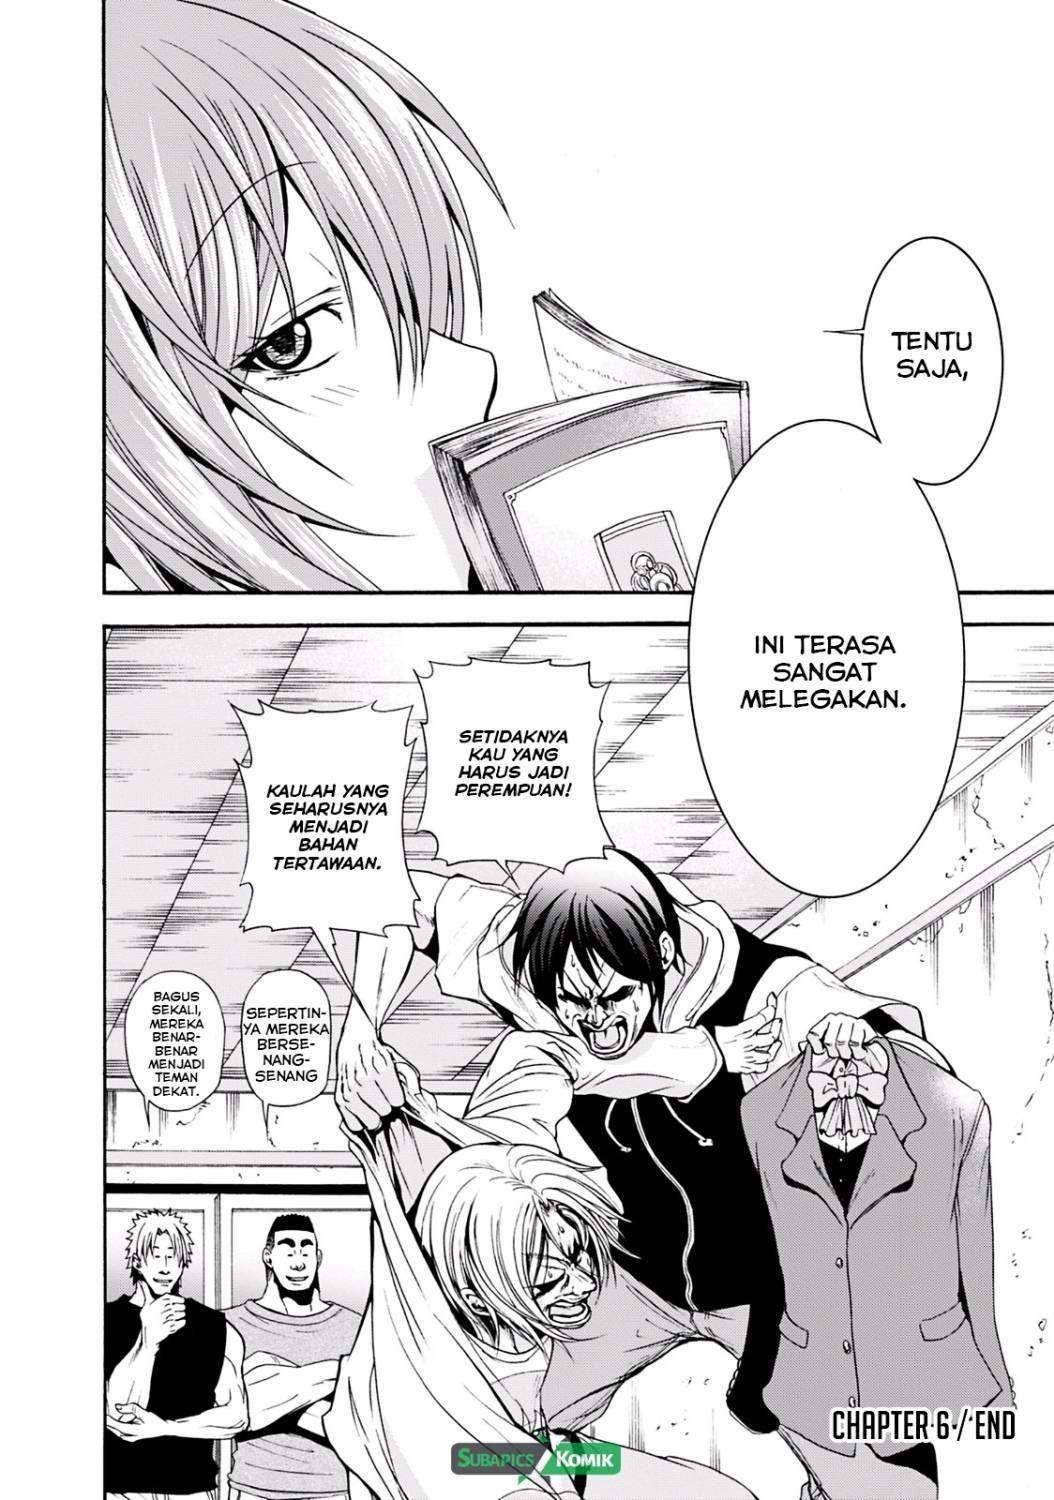 TENTU
SAJA,
INI TERASA
SANGAT
MELEGAKAN.
SETIDAKNYA
KAU YANG
HARUS JADI
PEREMPUAN!
KAULAH YANG
SEHARUSNYA
MENJADI
BAHAN
TERTAWAAN.
SEPERTIN-
YA MEREKA
BERSE-
NANG-
SENANG
BAGUS
SEKALI,
MEREKA
BENAR-
BENAR
MENJADI
TEMAN
DEKAT.
CHAPTER 6 / END
SUBAPICS KOMIK